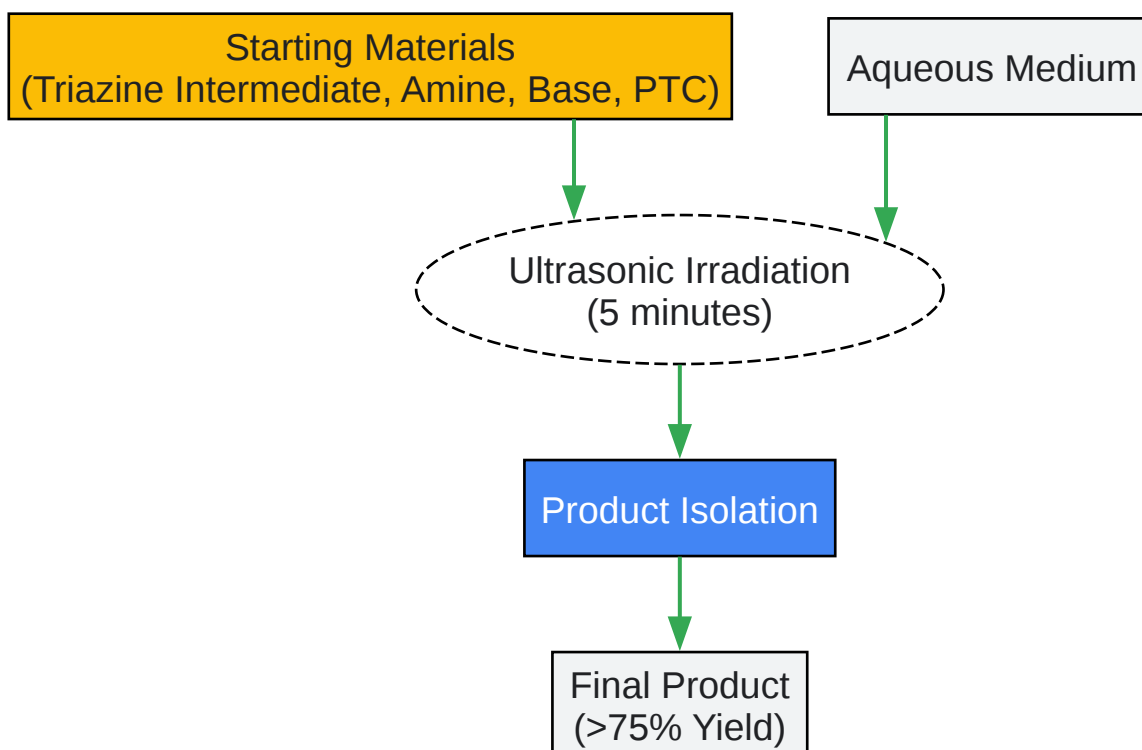 Starting Materials
(Triazine Intermediate, Amine, Base, PTC)
Aqueous Medium
Ultrasonic Irradiation
(5 minutes)
Product Isolation
Final Product
(>75% Yield)